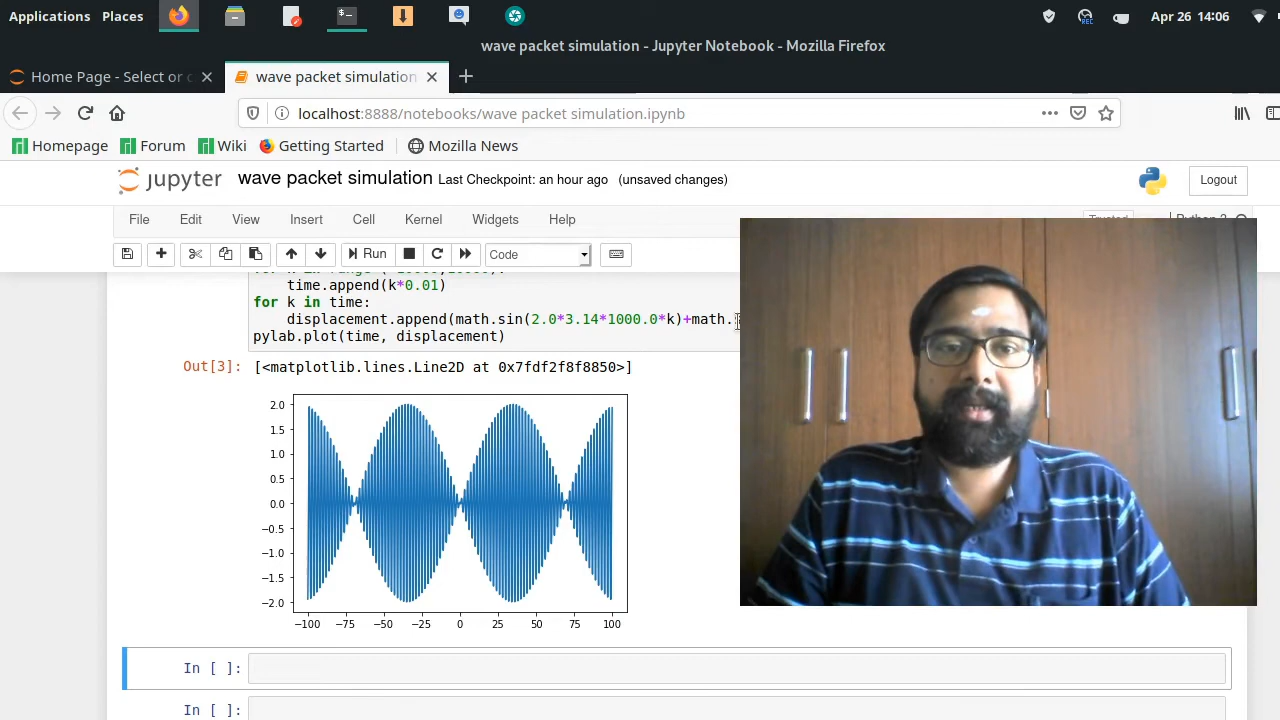 Applications Places
Apr 26 14:06
wave packet simulation - Jupyter Notebook - Mozilla Firefox
Home Page - Select or c
wave packet simulation
localhost:8888/notebooks/wave packet simulation.ipynb
Homepage Forum Wiki Getting Started Mozilla News
jupyter wave packet simulation Last Checkpoint: an hour ago (unsaved changes)
Logout
File Edit View Insert Cell Kernel Widgets Help
Run Code
time.append(k*0.01)
for k in time:
displacement.append(math.sin(2.0*3.14*1000.0*k)+math.
pylab.plot(time, displacement)
Out[3]: [<matplotlib.lines.Line2D at 0x7fdf2f8f8850>]
2.0
1.5
1.0
0.5
0.0
−0.5
−1.0
−1.5
−2.0
−100 −75 −50 −25 0 25 50 75 100
In [ ]:
In [ ]: